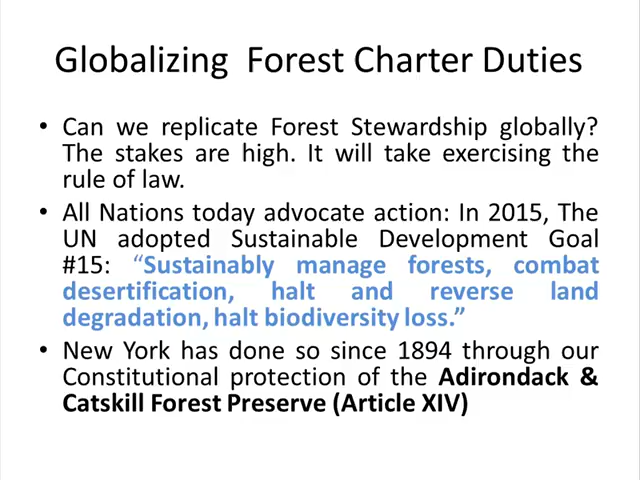 Globalizing Forest Charter Duties
• Can we replicate Forest Stewardship globally?
The stakes are high. It will take exercising the
rule of law.
• All Nations today advocate action: In 2015, The
UN adopted Sustainable Development Goal
#15: “Sustainably manage forests, combat
desertification, halt and reverse land
degradation, halt biodiversity loss.”
• New York has done so since 1894 through our
Constitutional protection of the Adirondack &
Catskill Forest Preserve (Article XIV)